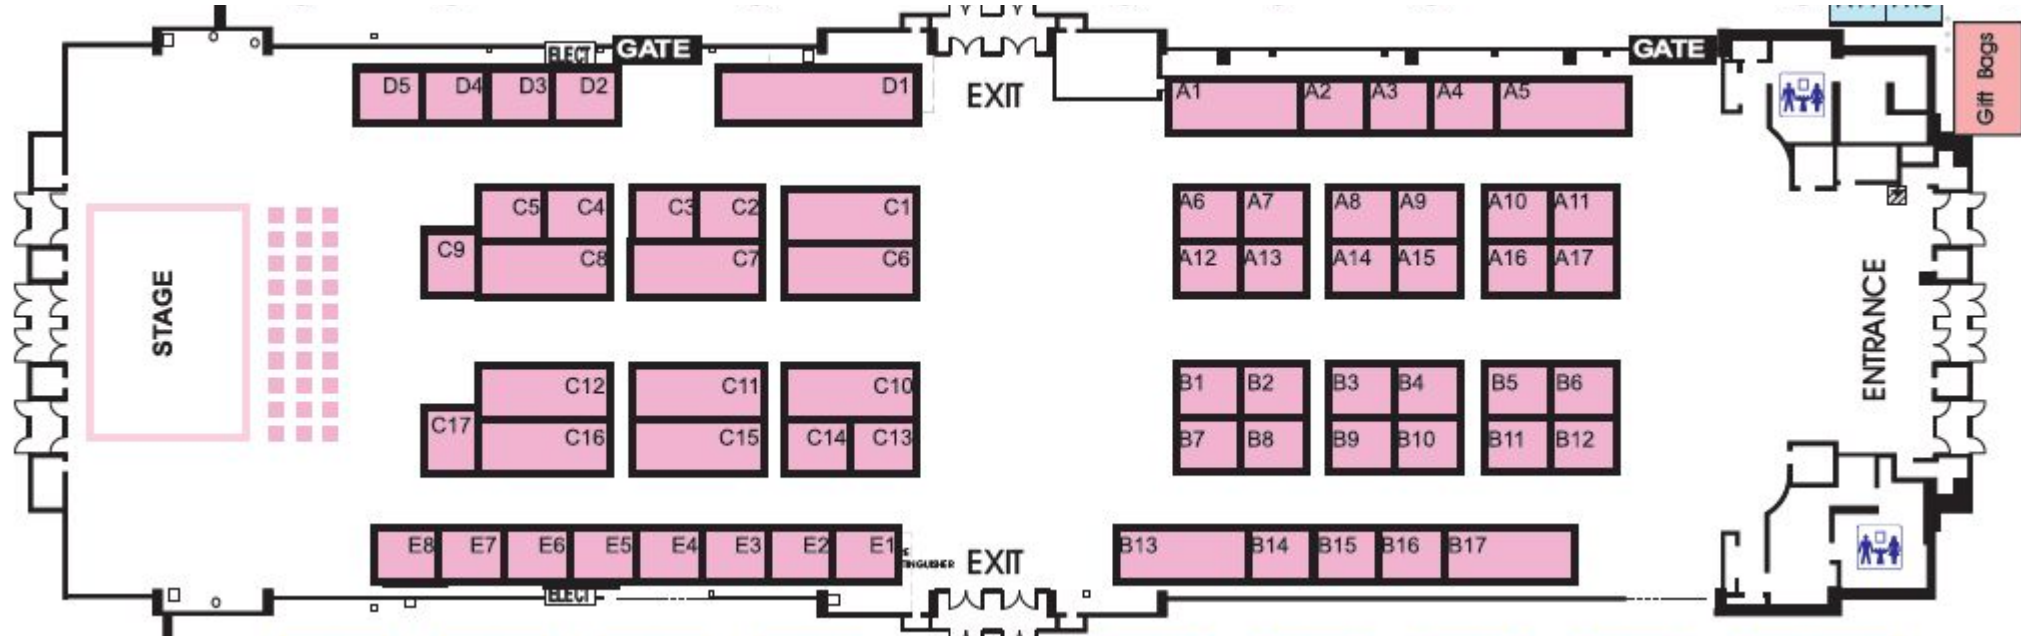 GATE
GATE
ELECT
D5 D4 D3 D2
D1
EXIT
A1 A2 A3 A4 A5
Gift Bags
C5 C4 C3 C2 C1
A6 A7 A8 A9 A10 A11
C9 C8 C7 C6
A12 A13 A14 A15 A16 A17
STAGE
ENTRANCE
C12 C11 C10
B1 B2 B3 B4 B5 B6
C17 C16 C15 C14 C13
B7 B8 B9 B10 B11 B12
E8 E7 E6 E5 E4 E3 E2 E1
EXIT
B13 B14 B15 B16 B17
ELECT